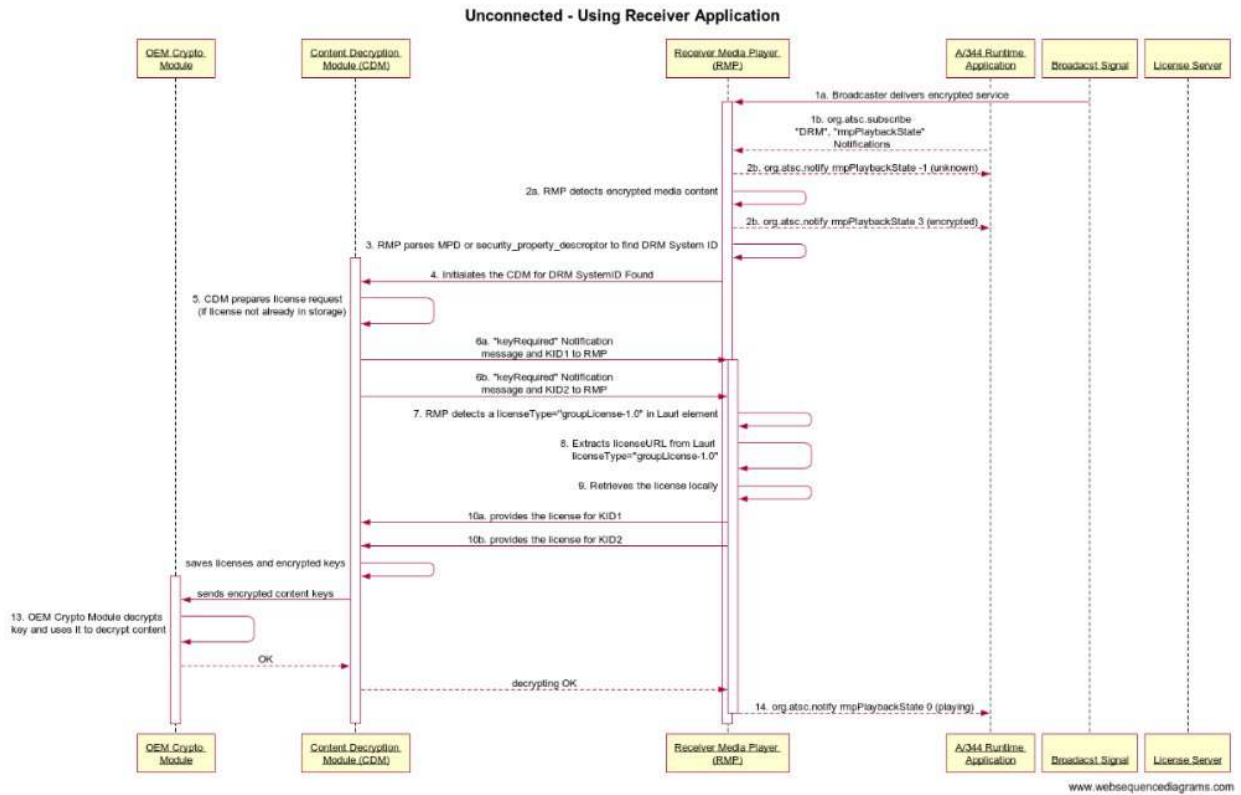 Unconnected - Using Receiver Application
OEM Crypto
Module
Content Decryption
Module (CDM)
Receiver Media Player
(RMP)
A/344 Runtime
Application
Broadacst Signal
License Server
1a. Broadcaster delivers encrypted service
1b. org.atsc.subscribe
"DRM", "rmpPlaybackState"
Notifications
2b. org.atsc.notify rmpPlaybackState -1 (unknown)
2a. RMP detects encrypted media content
2b. org.atsc.notify rmpPlaybackState 3 (encrypted)
3. RMP parses MPD or security_property_descroptor to find DRM System ID
4. Initialates the CDM for DRM SystemID Found
5. CDM prepares license request
(if license not already in storage)
6a. "keyRequired" Notification
message and KID1 to RMP
6b. "keyRequired" Notification
message and KID2 to RMP
7. RMP detects a licenseType="groupLicense-1.0" in Laurl element
8. Extracts licenseURL from Laurl
licenseType="groupLicense-1.0"
9. Retrieves the license locally
10a. provides the license for KID1
10b. provides the license for KID2
saves licenses and encrypted keys
sends encrypted content keys
13. OEM Crypto Module decrypts
key and uses it to decrypt content
OK
decrypting OK
14. org.atsc.notify rmpPlaybackState 0 (playing)
OEM Crypto
Module
Content Decryption
Module (CDM)
Receiver Media Player
(RMP)
A/344 Runtime
Application
Broadacst Signal
License Server
www.websequencediagrams.com